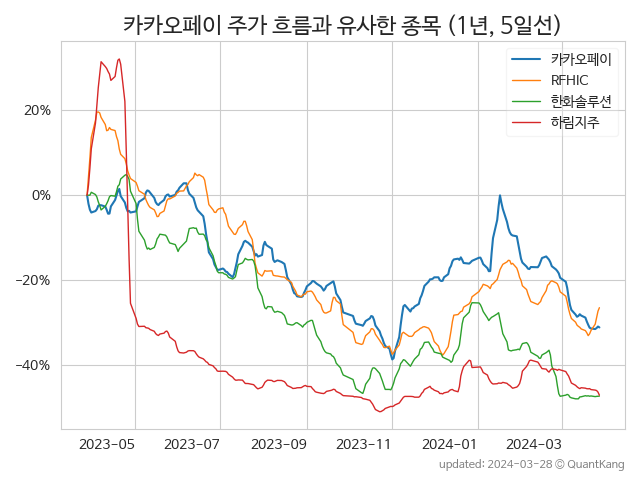 카카오페이 주가 흐름과 유사한 종목 (1년, 5일선)
카카오페이
RFHIC
한화솔루션
하림지주
20%
0%
−20%
−40%
2023-05 2023-07 2023-09 2023-11 2024-01 2024-03
updated: 2024-03-28 © QuantKang